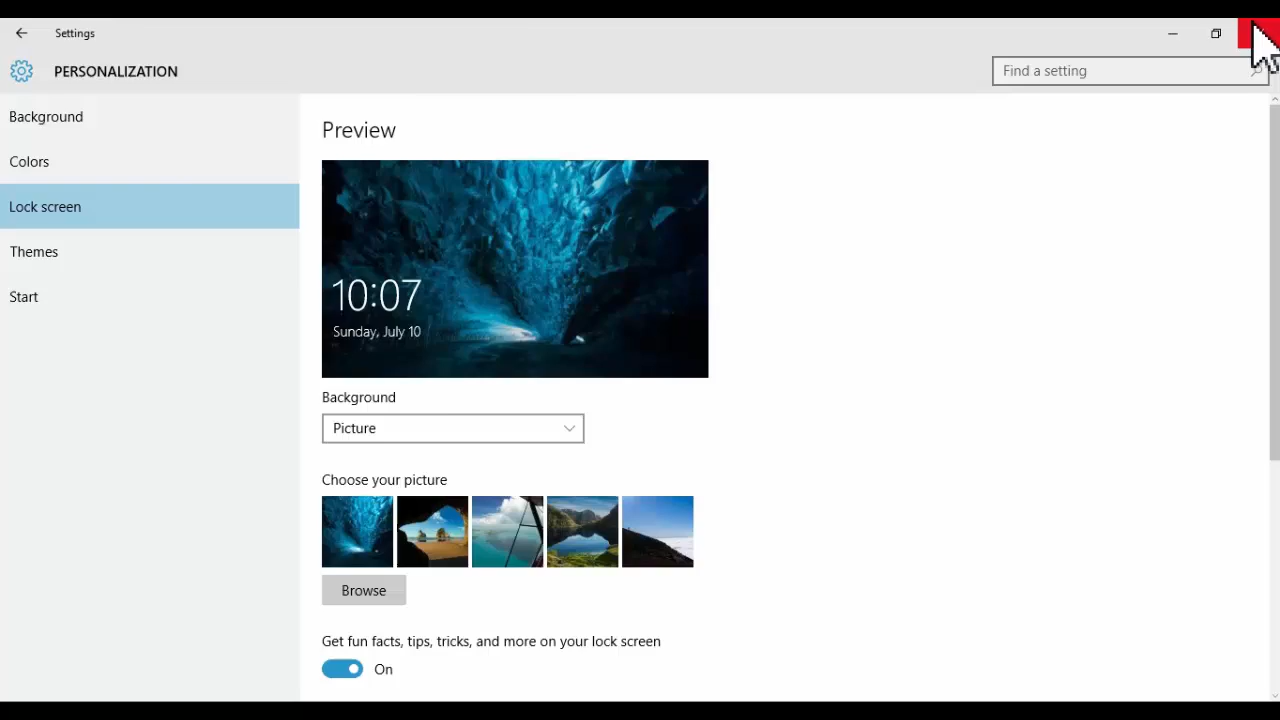 Settings
PERSONALIZATION
Find a setting
Background
Colors
Lock screen
Themes
Start
Preview
10:07
Sunday, July 10
Background
Picture
Choose your picture
Browse
Get fun facts, tips, tricks, and more on your lock screen
On